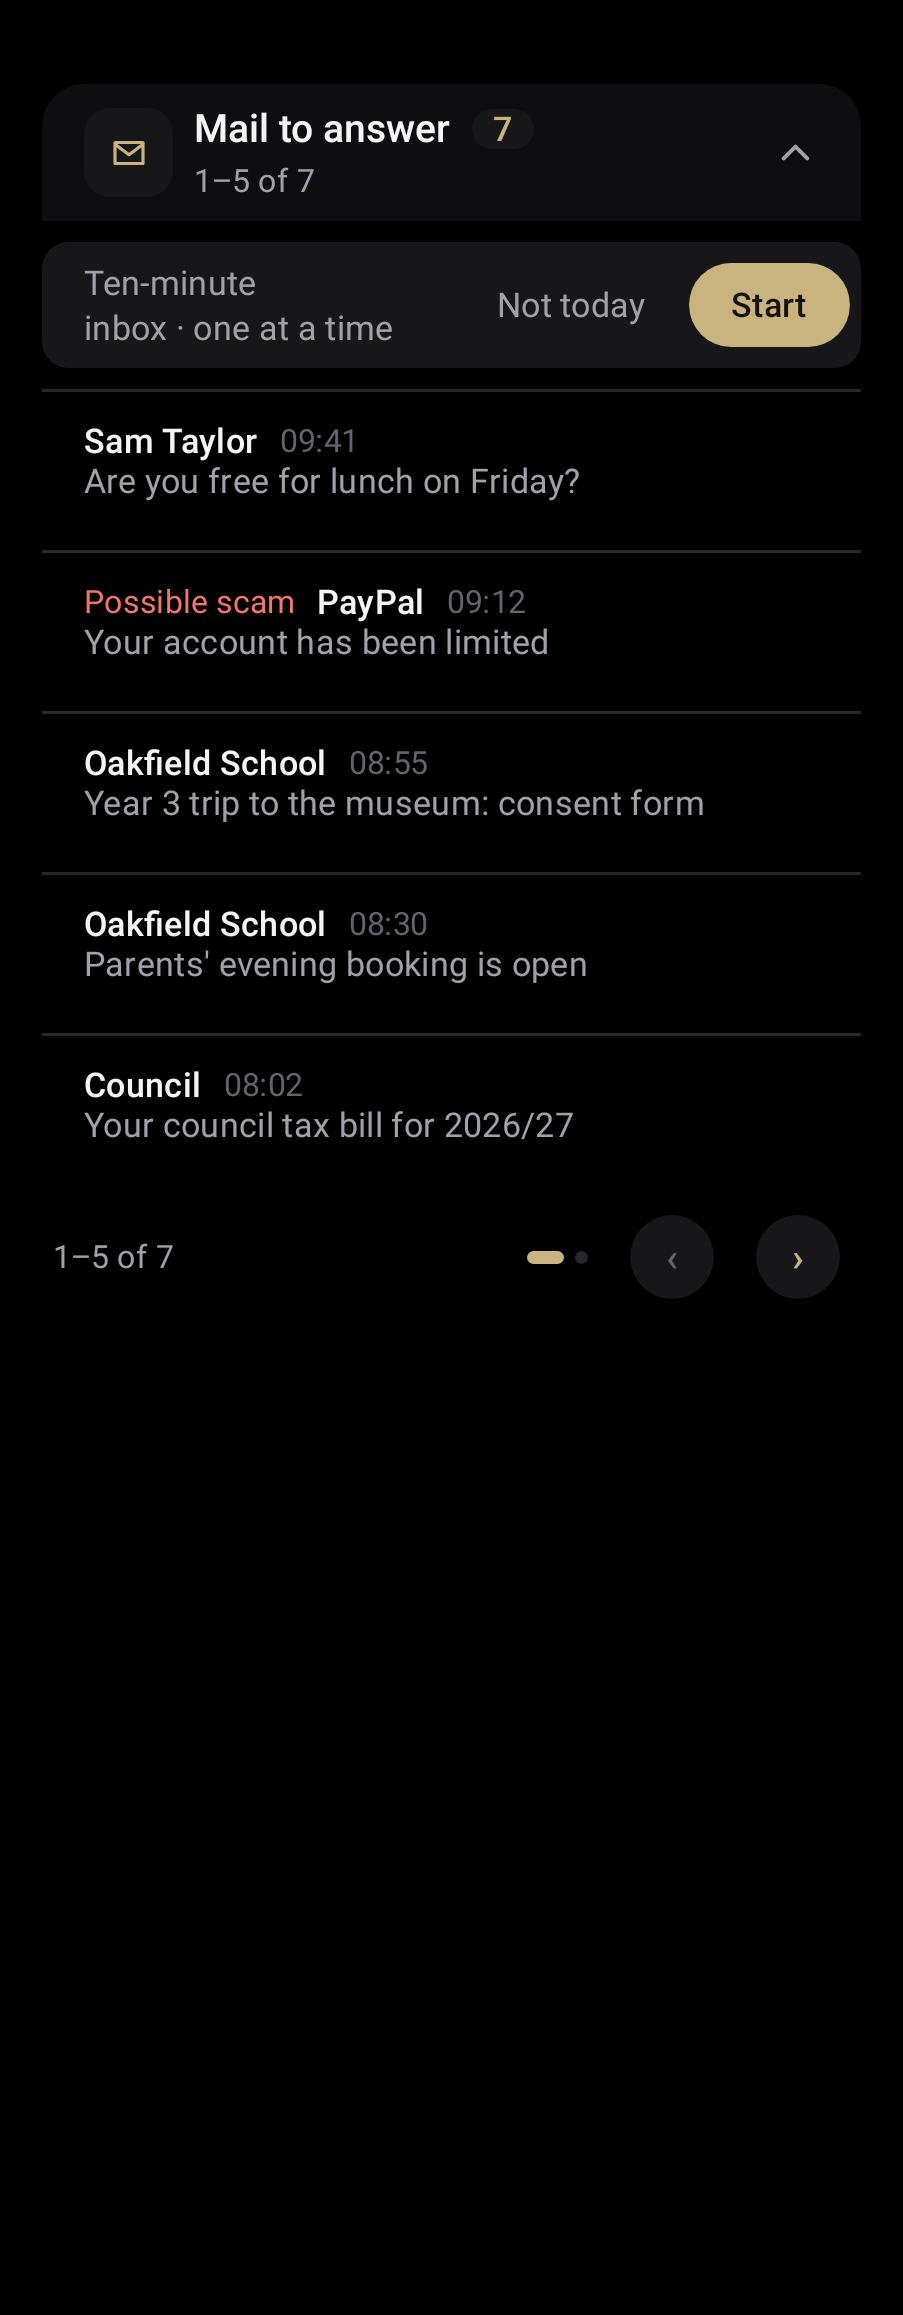 Mail to answer 7
1–5 of 7
Ten-minute
inbox · one at a time
Not today
Start
Sam Taylor 09:41
Are you free for lunch on Friday?
Possible scam PayPal 09:12
Your account has been limited
Oakfield School 08:55
Year 3 trip to the museum: consent form
Oakfield School 08:30
Parents' evening booking is open
Council 08:02
Your council tax bill for 2026/27
1–5 of 7 ‹ ›